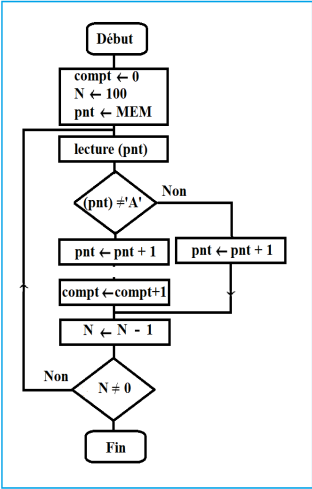 Début
compt ← 0
N ← 100
pnt ← MEM
lecture (pnt)
(pnt) ≠'A'
Non
pnt ← pnt + 1
pnt ← pnt + 1
compt ←compt+1
N ← N - 1
Non
N ≠ 0
Fin